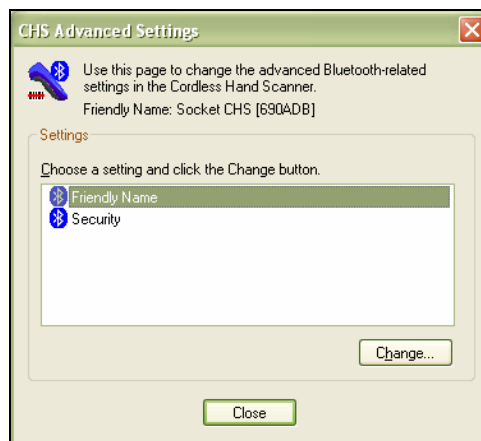 CHS Advanced Settings
Use this page to change the advanced Bluetooth-related
settings in the Cordless Hand Scanner.
Friendly Name: Socket CHS [690ADB]
Settings
Choose a setting and click the Change button.
Friendly Name
Security
Change...
Close